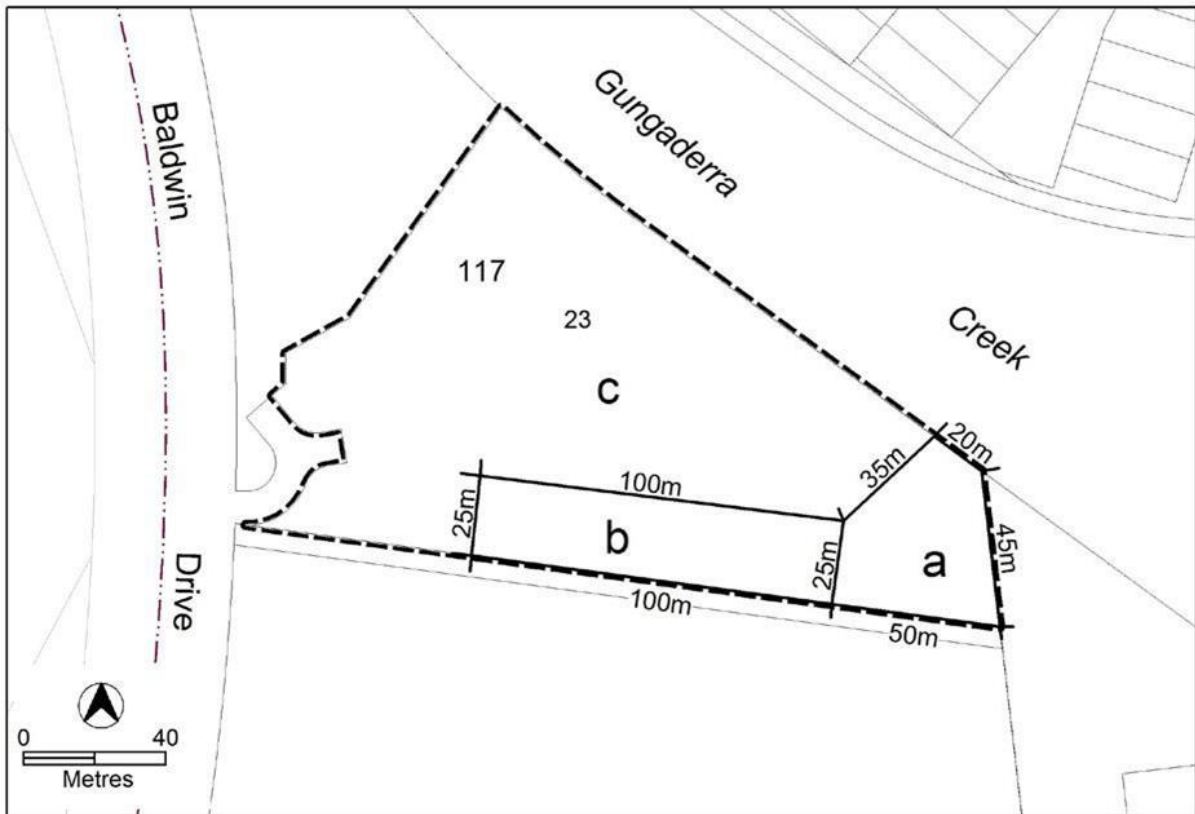 Baldwin
Gungaderra
117
23
Creek
c
20m
35m
100m
25m
b
45m
a
25m
Drive
100m
50m
0 40
Metres